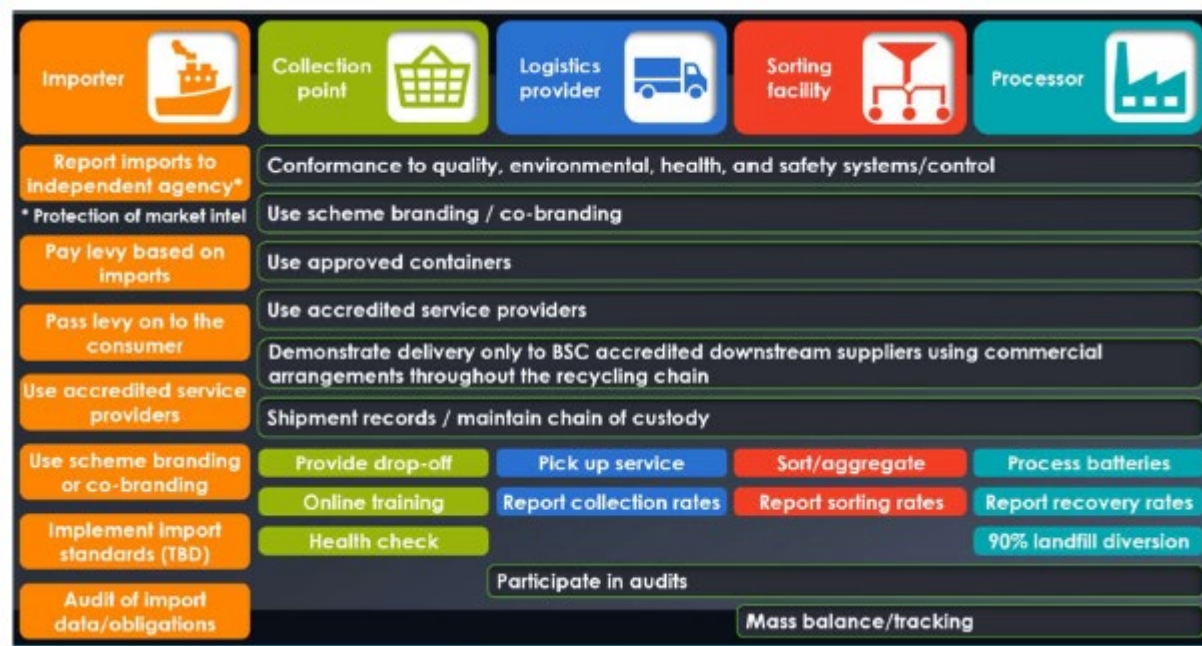 Importer
Collection
point
Logistics
provider
Sorting
facility
Processor
Report imports to
independent agency*
* Protection of market intel
Pay levy based on
imports
Pass levy on to the
consumer
Use accredited service
providers
Use scheme branding
or co-branding
Implement import
standards (TBD)
Audit of import
data/obligations
Conformance to quality, environmental, health, and safety systems/control
Use scheme branding / co-branding
Use approved containers
Use accredited service providers
Demonstrate delivery only to BSC accredited downstream suppliers using commercial
arrangements throughout the recycling chain
Shipment records / maintain chain of custody
Provide drop-off
Pick up service
Sort/aggregate
Process batteries
Online training
Report collection rates
Report sorting rates
Report recovery rates
Health check
90% landfill diversion
Participate in audits
Mass balance/tracking